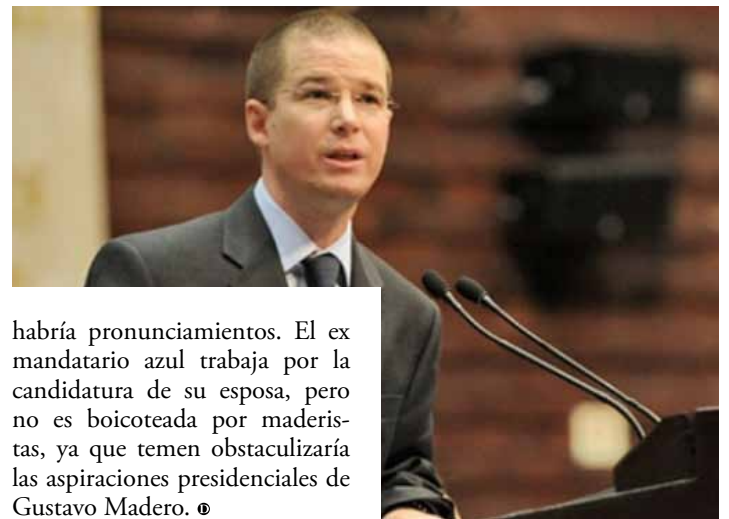 habría pronunciamientos. El ex
mandatario azul trabaja por la
candidatura de su esposa, pero
no es boicoteada por maderis-
tas, ya que temen obstaculizaría
las aspiraciones presidenciales de
Gustavo Madero.